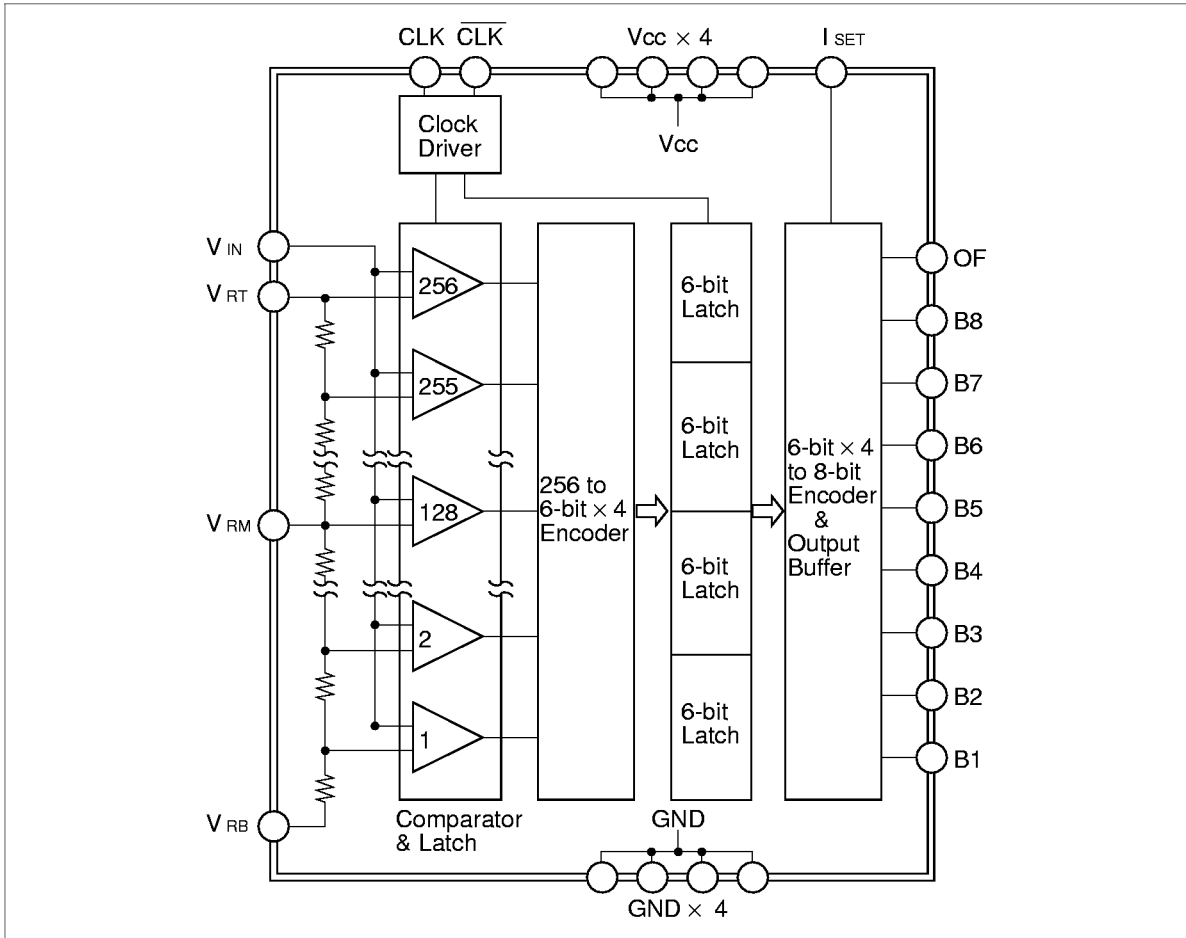 CLK C̅L̅K̅
Vcc × 4
I SET
Clock
Driver
Vcc
V IN
V RT
V RM
V RB
256
255
128
2
1
Comparator
& Latch
256 to
6-bit × 4
Encoder
6-bit
Latch
6-bit
Latch
6-bit
Latch
6-bit
Latch
6-bit × 4
to 8-bit
Encoder
&
Output
Buffer
OF
B8
B7
B6
B5
B4
B3
B2
B1
GND
GND × 4